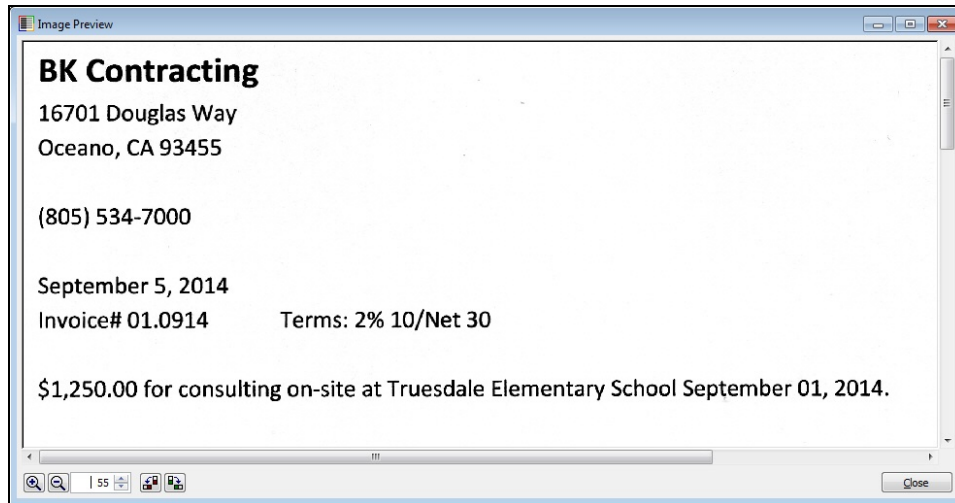 Image Preview
BK Contracting
16701 Douglas Way
Oceano, CA 93455
(805) 534-7000
September 5, 2014
Invoice# 01.0914 Terms: 2% 10/Net 30
$1,250.00 for consulting on-site at Truesdale Elementary School September 01, 2014.
55
Close